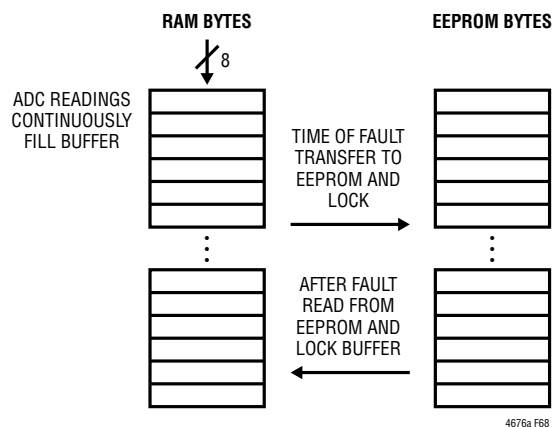 RAM BYTES
EEPROM BYTES
8
ADC READINGS
CONTINUOUSLY
FILL BUFFER
TIME OF FAULT
TRANSFER TO
EEPROM AND
LOCK
AFTER FAULT
READ FROM
EEPROM AND
LOCK BUFFER
4676a F68